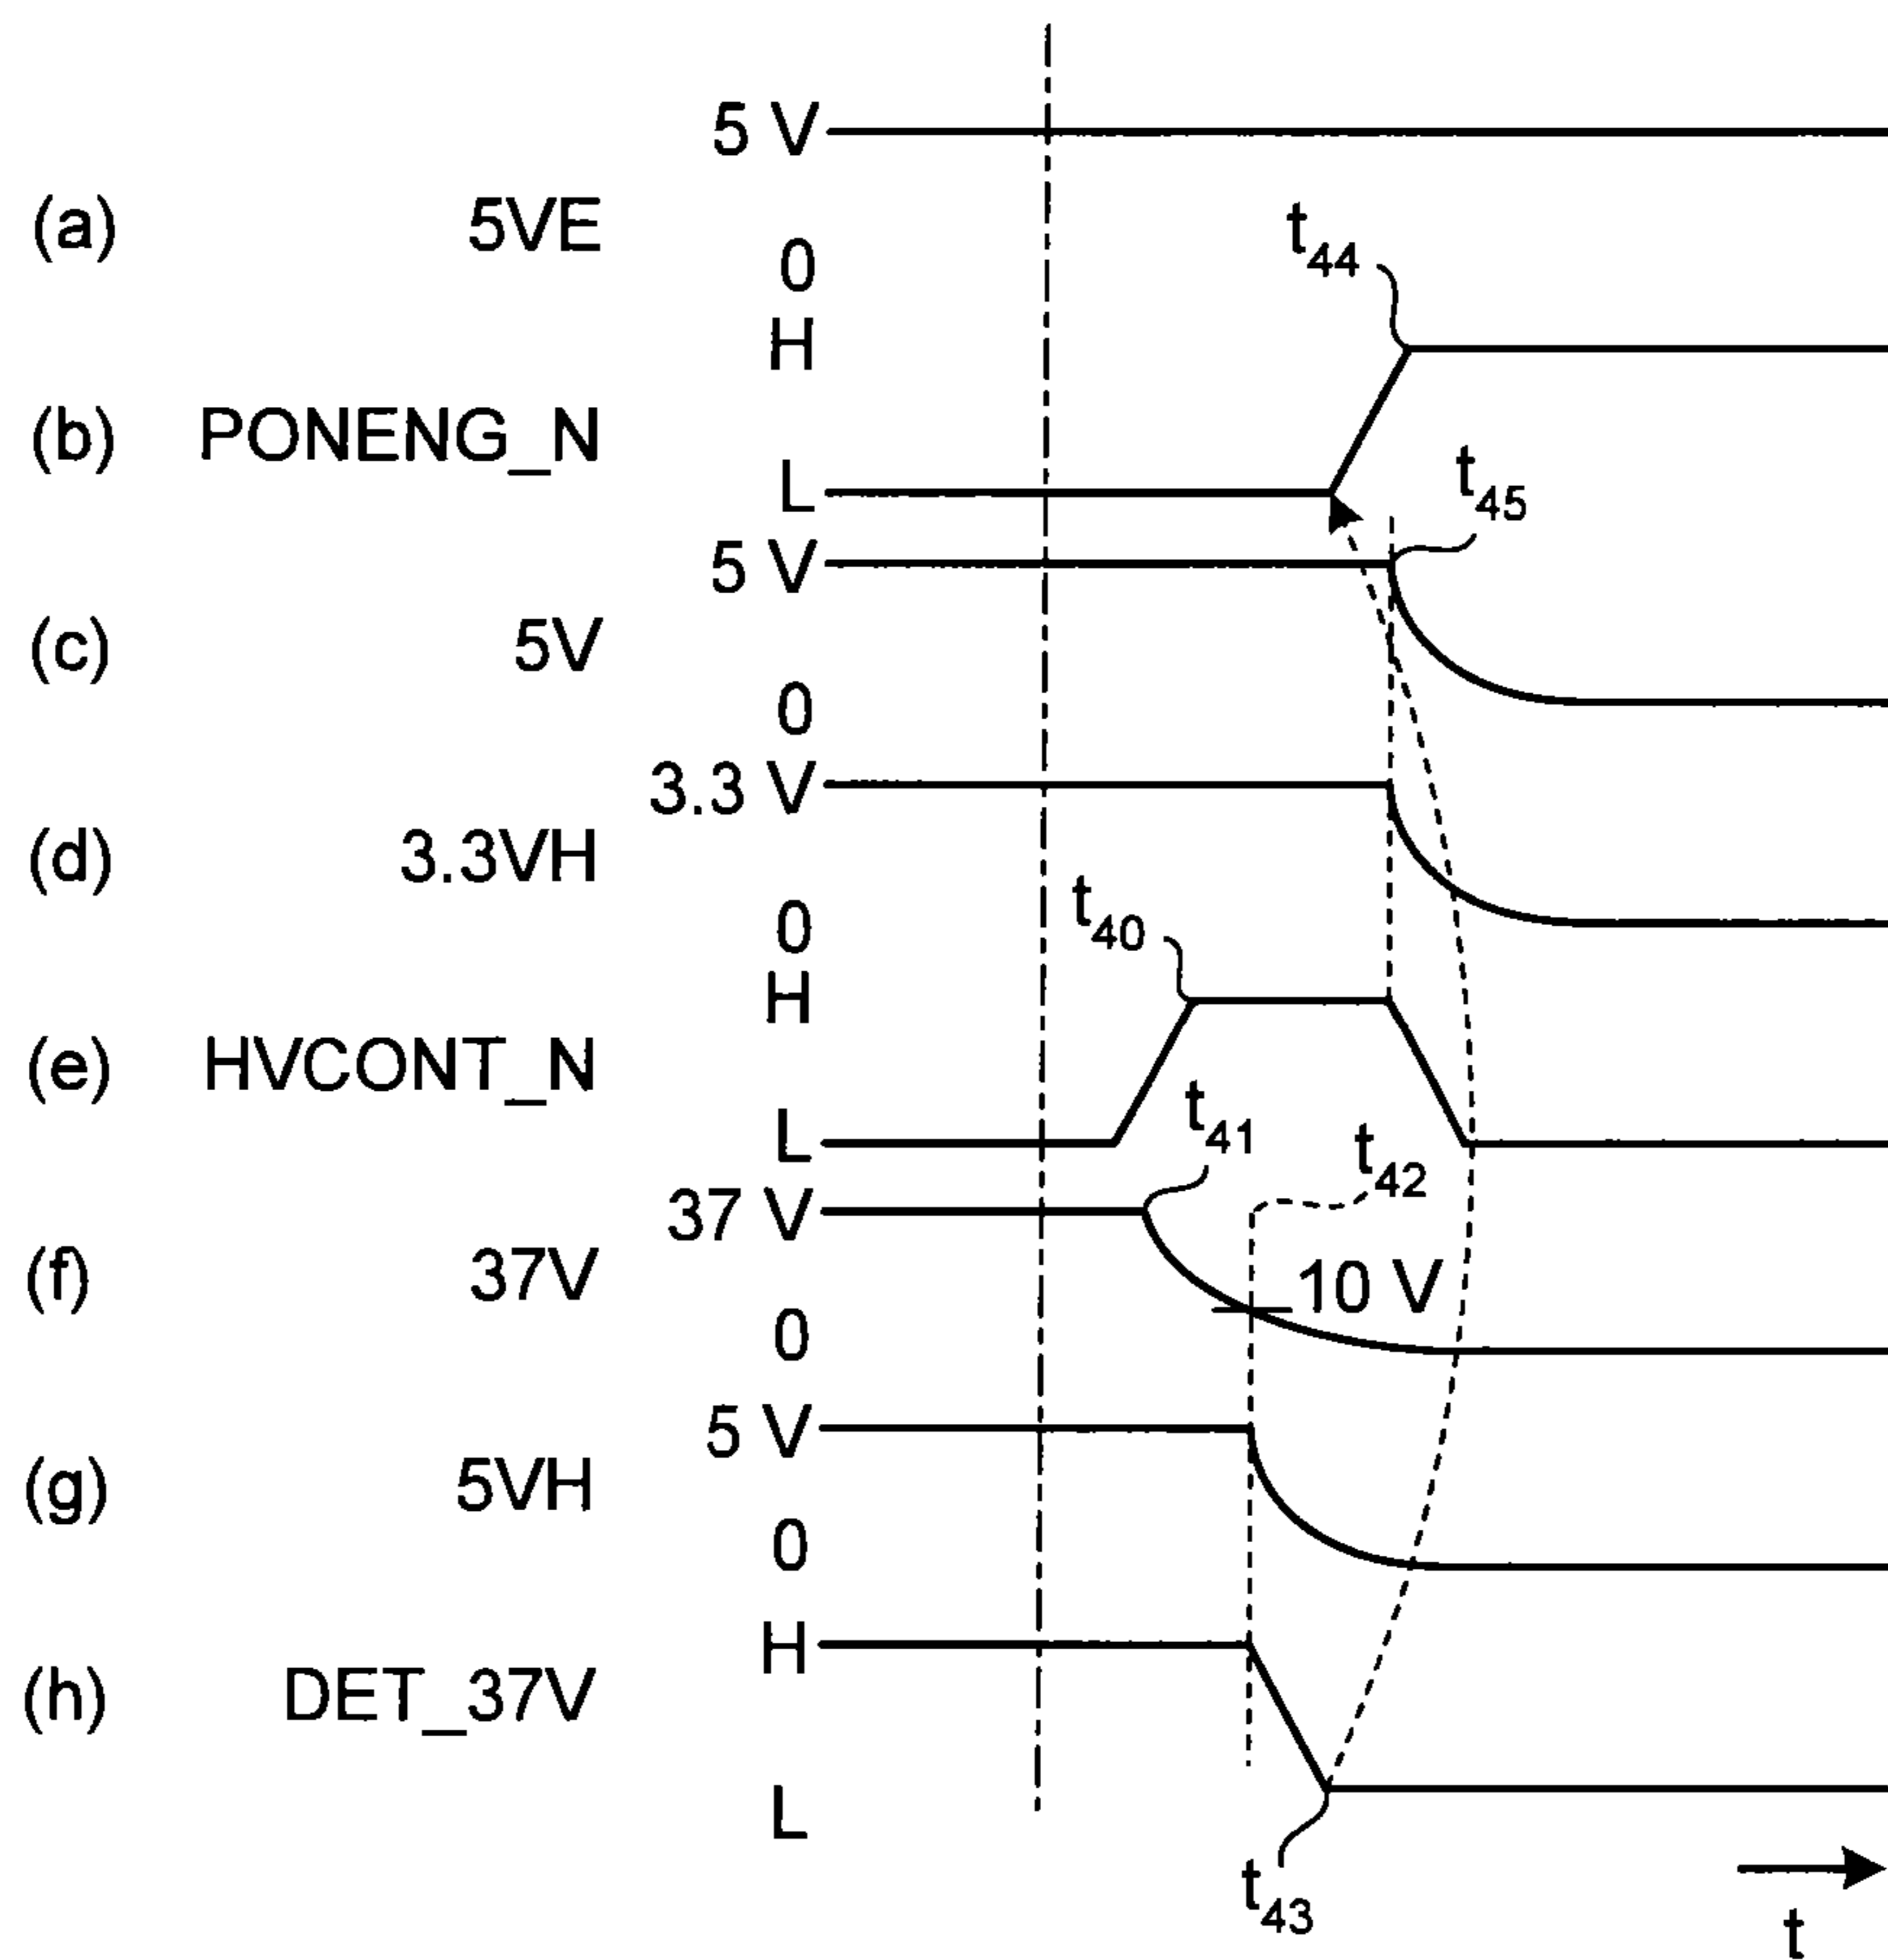 5 V
(a) 5VE
0
t44
H
(b) PONENG_N
L
t45
5 V
(c) 5V
0
3.3 V
(d) 3.3VH
0
t40
H
(e) HVCONT_N
L
t41
t42
37 V
(f) 37V
10 V
0
5 V
(g) 5VH
0
H
(h) DET_37V
L
t43
t